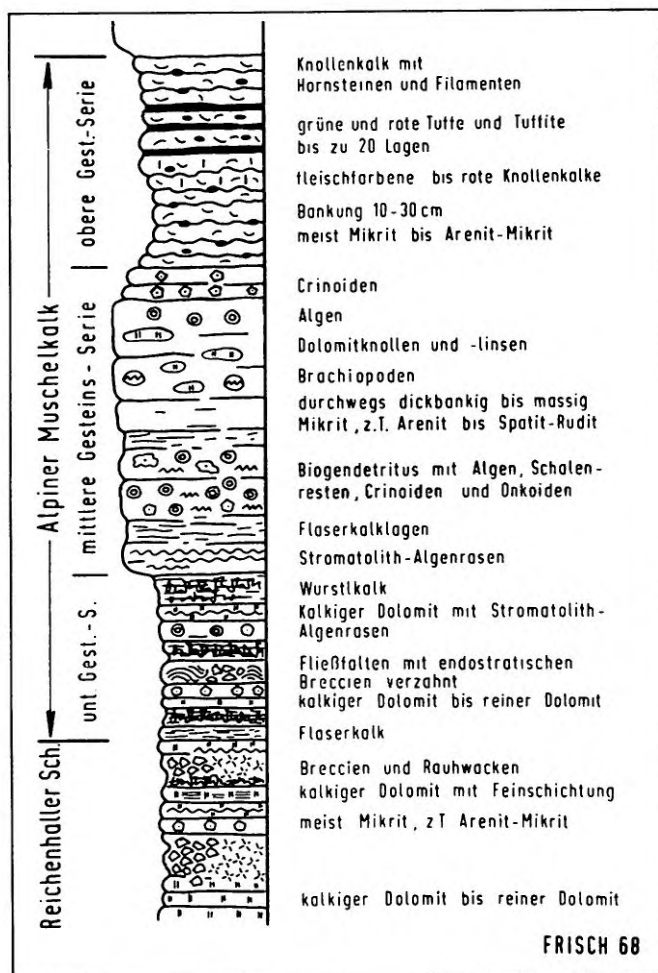 Alpiner Muschelkalk
obere Gest.-Serie
mittlere Gesteins-Serie
unt. Gest.-S.
Reichenhaller Sch.
Knollenkalk mit
Hornsteinen und Filamenten
grüne und rote Tuffe und Tuffite
bis zu 20 Lagen
fleischfarbene bis rote Knollenkalke
Bankung 10-30cm
meist Mikrit bis Arenit-Mikrit
Crinoiden
Algen
Dolomitknollen und -linsen
Brachiopoden
durchwegs dickbankig bis massig
Mikrit, z.T. Arenit bis Spatit-Rudit
Biogendetritus mit Algen, Schalen-
resten, Crinoiden und Onkoiden
Flaserkalklagen
Stromatolith-Algenrasen
Wurstlkalk
Kalkiger Dolomit mit Stromatolith-
Algenrasen
Fließfalten mit endostratischen
Breccien verzahnt
kalkiger Dolomit bis reiner Dolomit
Flaserkalk
Breccien und Rauhwacken
kalkiger Dolomit mit Feinschichtung
meist Mikrit, zT Arenit-Mikrit
kalkiger Dolomit bis reiner Dolomit
FRISCH 68